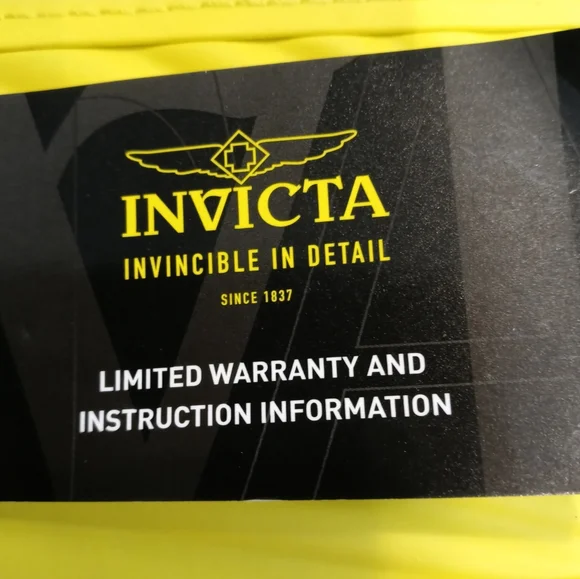 INVICTA
INVINCIBLE IN DETAIL
SINCE 1837
LIMITED WARRANTY AND
INSTRUCTION INFORMATION